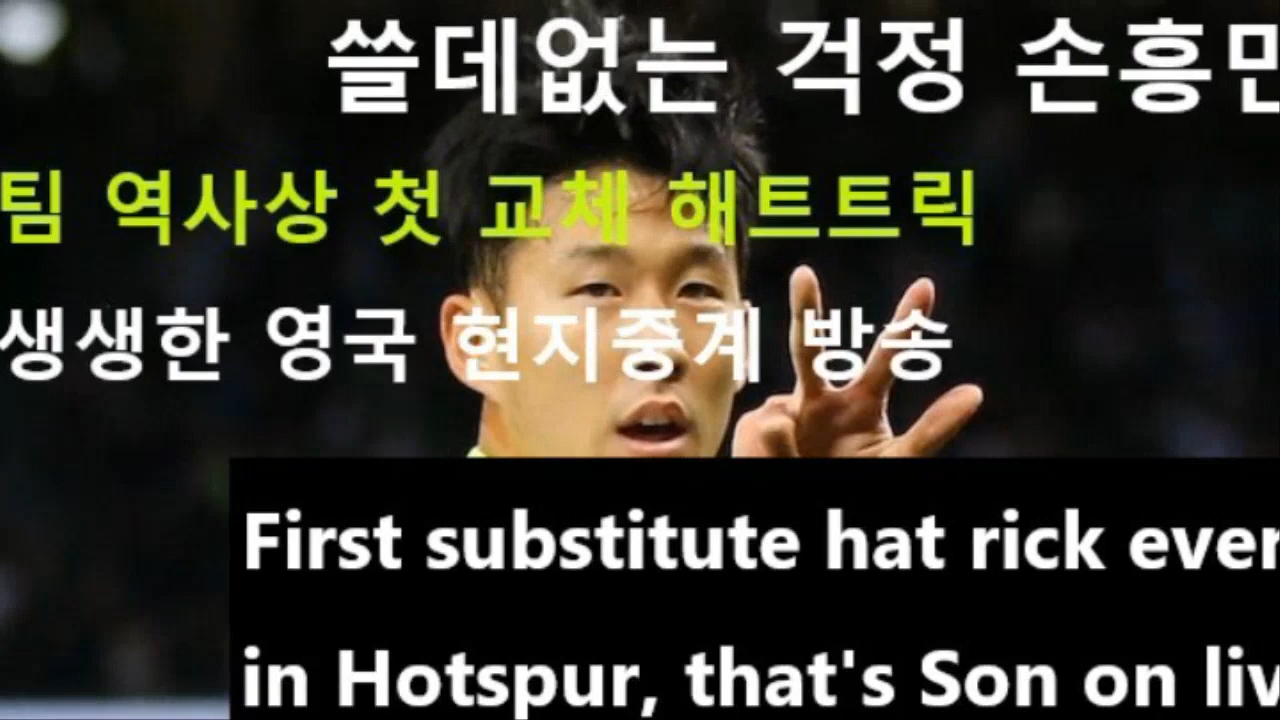 쓸데없는 걱정 손흥민
팀 역사상 첫 교체 해트트릭
생생한 영국 현지중계 방송
First substitute hat rick ever
in Hotspur, that's Son on liv